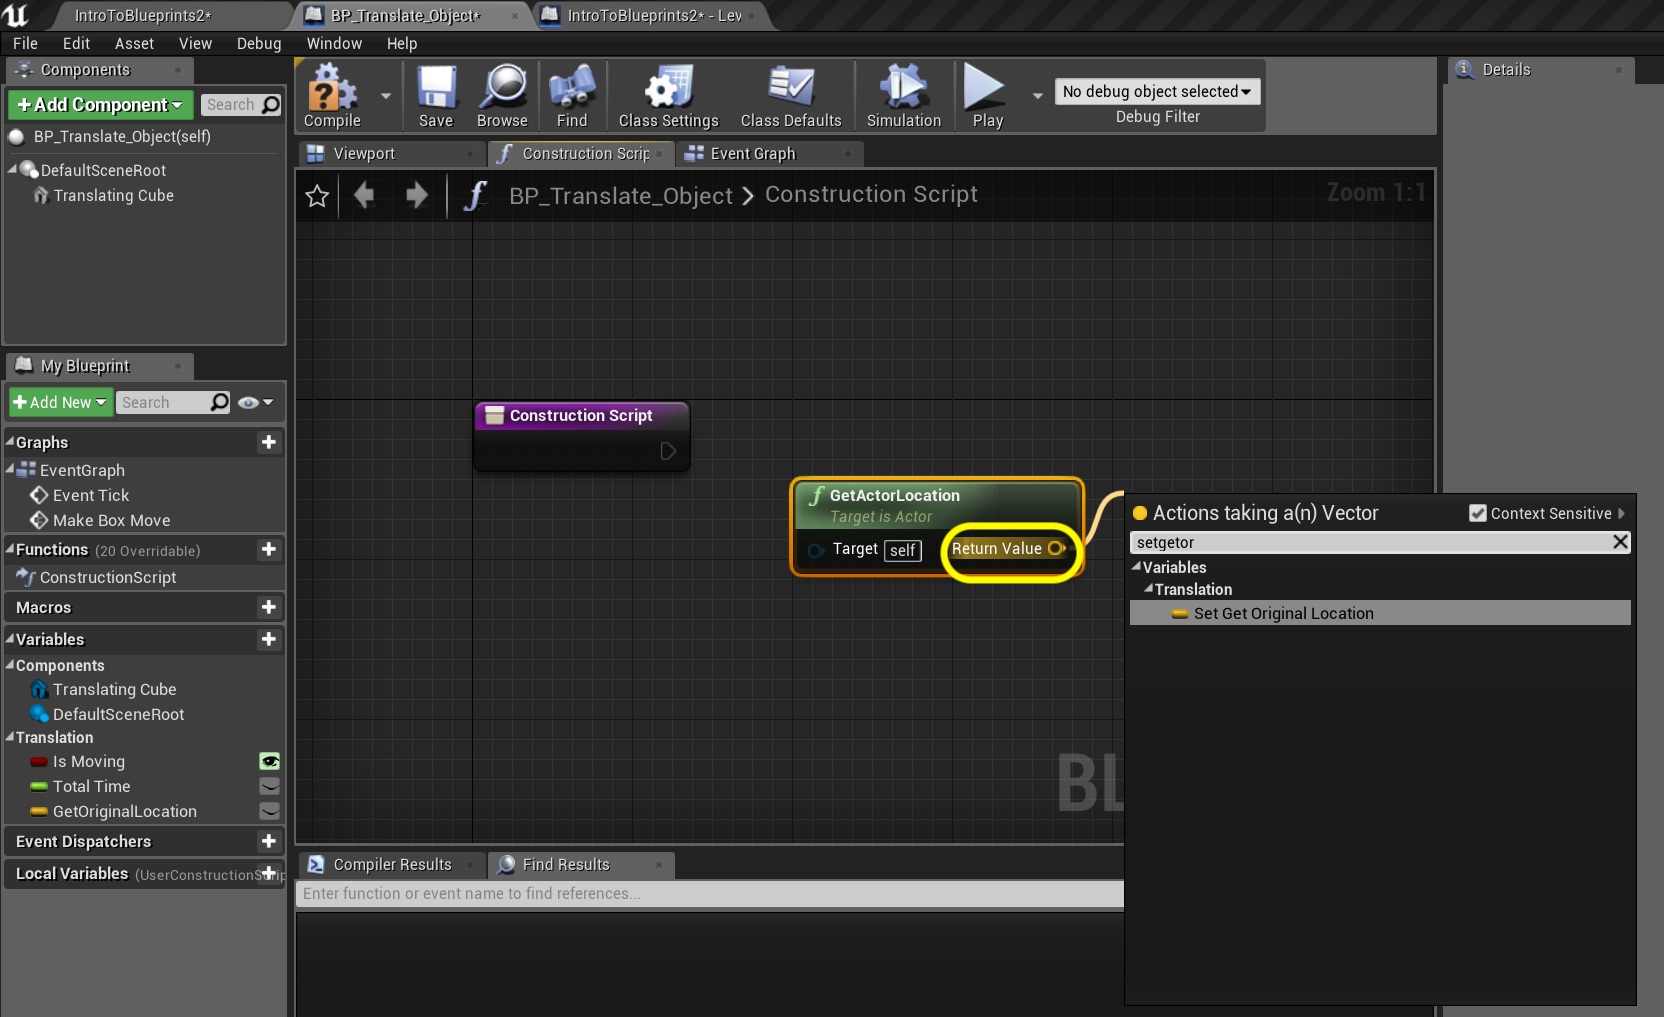 IntroToBlueprints2*
BP_Translate_Object*
IntroToBlueprints2* - Lev
File Edit Asset View Debug Window Help
Components
+Add Component
Search
BP_Translate_Object(self)
DefaultSceneRoot
Translating Cube
My Blueprint
+Add New
Search
Graphs
EventGraph
Event Tick
Make Box Move
Functions (20 Overridable)
ConstructionScript
Macros
Variables
Components
Translating Cube
DefaultSceneRoot
Translation
Is Moving
Total Time
GetOriginalLocation
Event Dispatchers
Local Variables (UserConstructionScrip
Compile
Save
Browse
Find
Class Settings
Class Defaults
Simulation
Play
No debug object selected
Debug Filter
Viewport
Construction Scrip
Event Graph
f BP_Translate_Object > Construction Script
Zoom 1:1
Construction Script
f GetActorLocation
Target is Actor
Target self
Return Value
BL
Actions taking a(n) Vector
Context Sensitive
setgetor
Variables
Translation
Set Get Original Location
Compiler Results
Find Results
Enter function or event name to find references...
Details